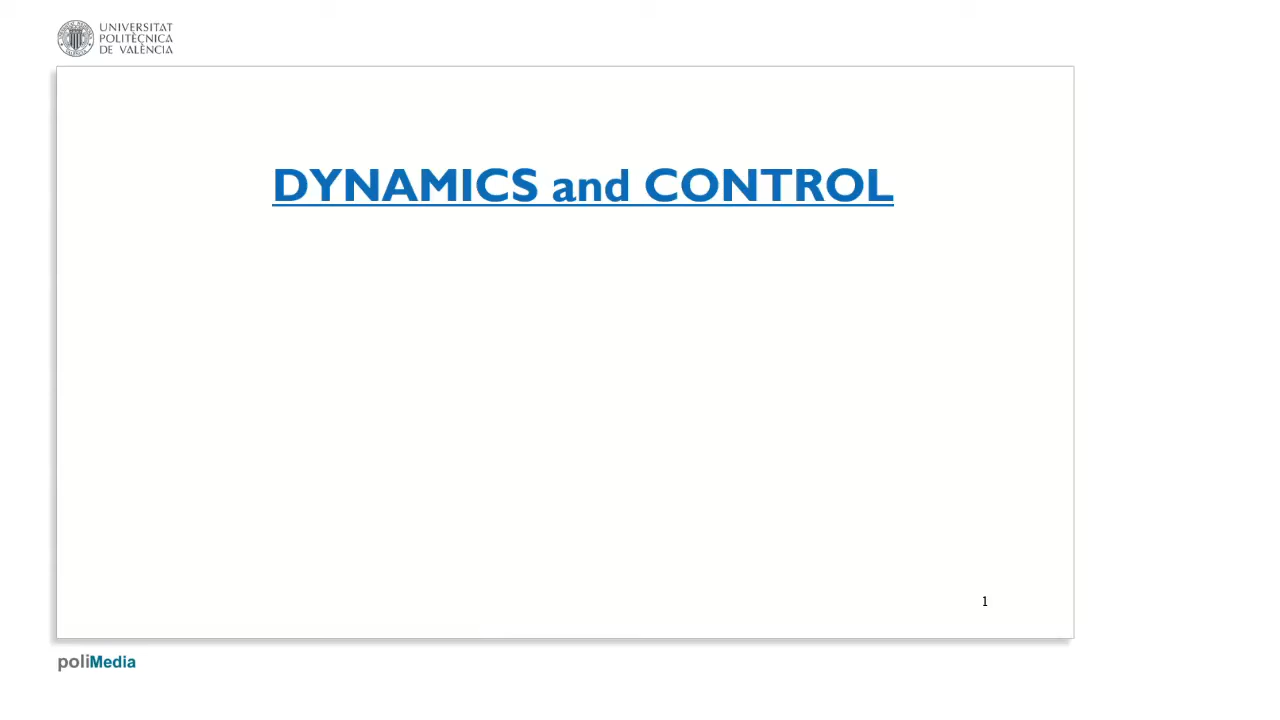 UNIVERSITAT
POLITÈCNICA
DE VALÈNCIA
DYNAMICS and CONTROL
1
poliMedia